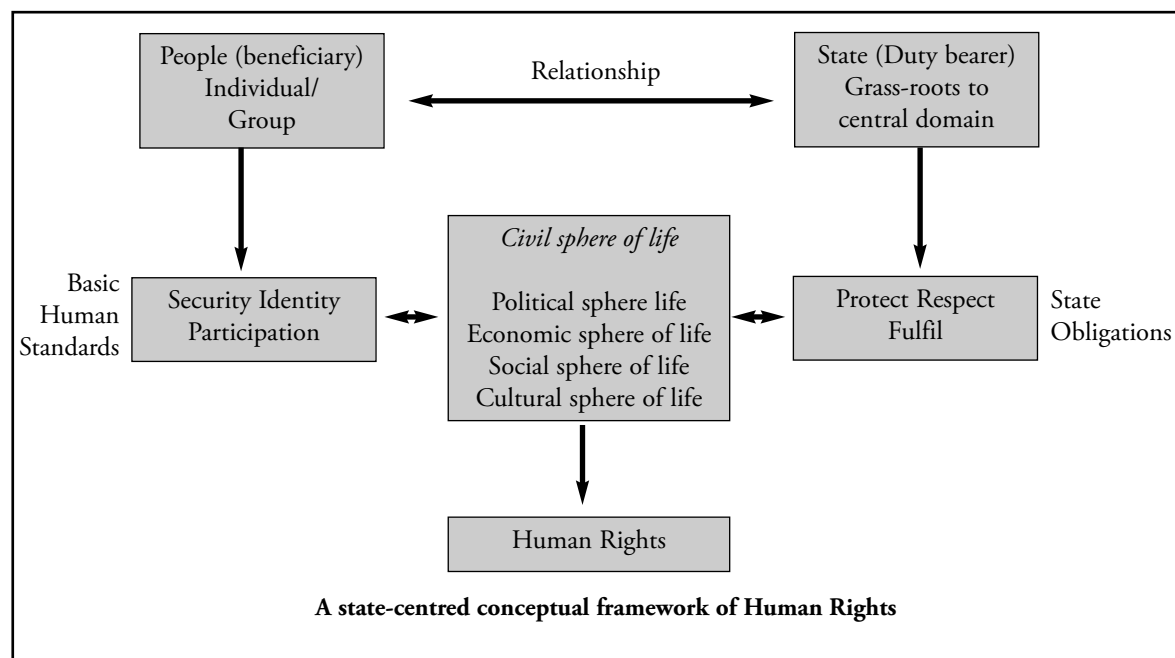 People (beneficiary)
Individual/
Group
Relationship
State (Duty bearer)
Grass-roots to
central domain
Basic
Human
Standards
Security Identity
Participation
Civil sphere of life
Political sphere life
Economic sphere of life
Social sphere of life
Cultural sphere of life
Protect Respect
Fulfil
State
Obligations
Human Rights
A state-centred conceptual framework of Human Rights